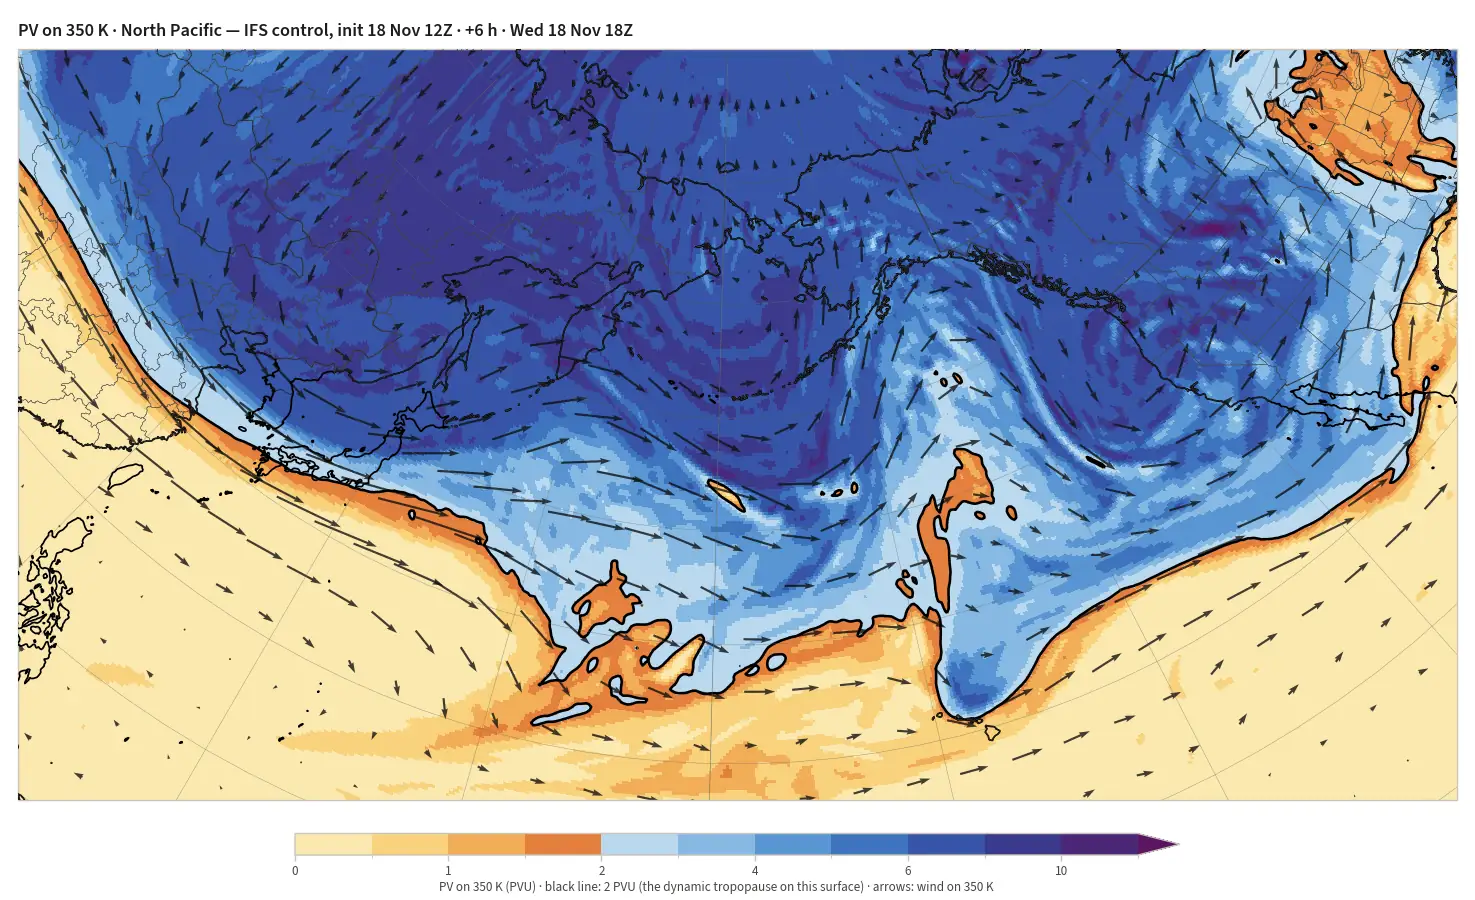 PV on 350 K · North Pacific — IFS control, init 18 Nov 12Z · +6 h · Wed 18 Nov 18Z
0 1 2 4 6 10
PV on 350 K (PVU) · black line: 2 PVU (the dynamic tropopause on this surface) · arrows: wind on 350 K